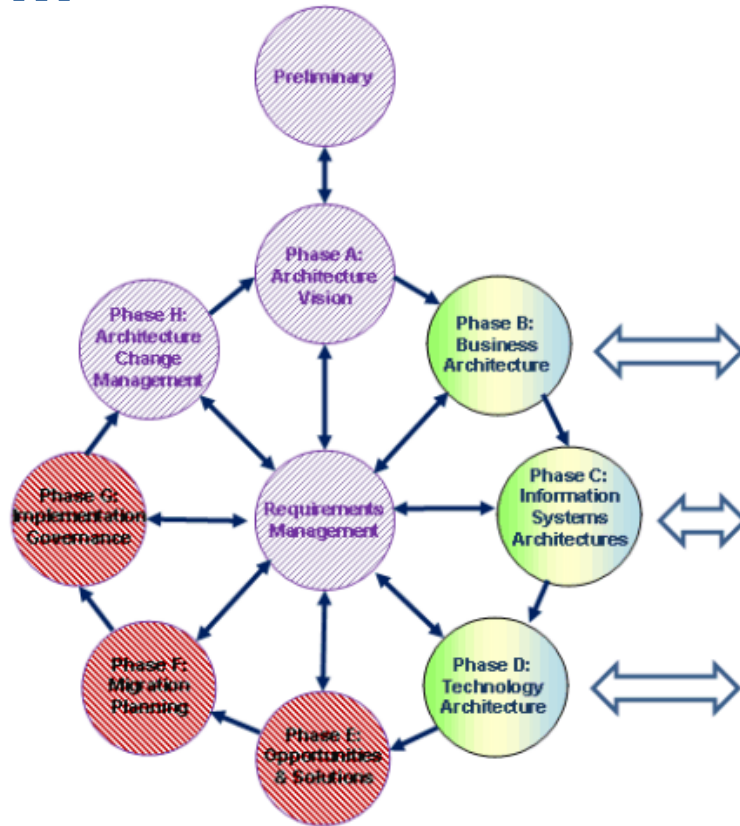 Preliminary
Phase A:
Architecture
Vision
Phase H:
Architecture
Change
Management
Phase B:
Business
Architecture
Phase G:
Implementation
Governance
Requirements
Management
Phase C:
Information
Systems
Architectures
Phase F:
Migration
Planning
Phase D:
Technology
Architecture
Phase E:
Opportunities
& Solutions